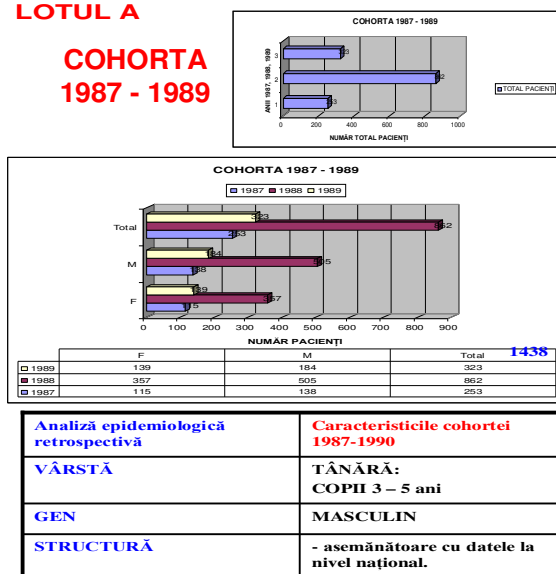 LOTUL A
COHORTA
1987 - 1989
COHORTA 1987 - 1989
ANII 1987, 1988, 1989
3
2
1
323
862
253
0 200 400 600 800 1000
NUMĂR TOTAL PACIENȚI
TOTAL PACIENȚI
COHORTA 1987 - 1989
1987 1988 1989
Total
M
F
323
862
253
184
505
138
139
357
115
0 100 200 300 400 500 600 700 800 900
NUMĂR PACIENȚI
F M Total 1438
1989 139 184 323
1988 357 505 862
1987 115 138 253
Analiză epidemiologică retrospectivă
Caracteristicile cohortei 1987-1990
VÂRSTĂ
TÂNĂRĂ:
COPII 3 – 5 ani
GEN
MASCULIN
STRUCTURĂ
- asemănătoare cu datele la
nivel național.